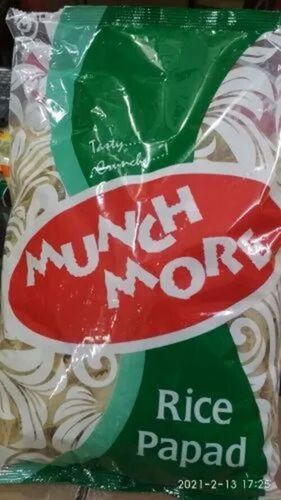 Tasty......
Crunchy......
MUNCH
MORE
Rice
Papad
2021-2-13 17:25